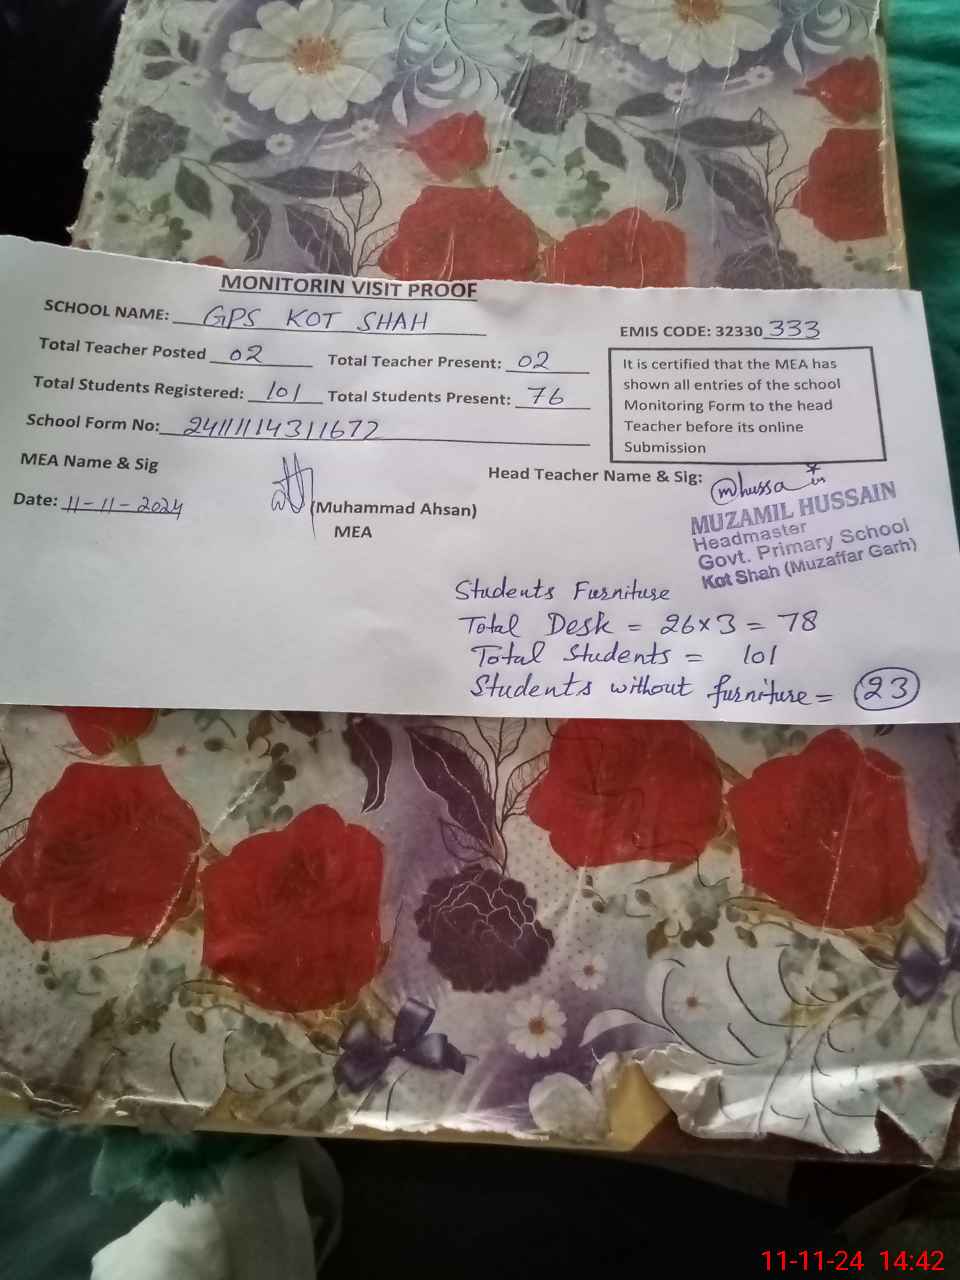 MONITORIN VISIT PROOF
SCHOOL NAME: GPS KOT SHAH
EMIS CODE: 32330 333
Total Teacher Posted 02 Total Teacher Present: 02
Total Students Registered: 101 Total Students Present: 76
School Form No: 24111114311672
It is certified that the MEA has
shown all entries of the school
Monitoring Form to the head
Teacher before its online
Submission
MEA Name & Sig
Head Teacher Name & Sig: mhussain
Date: 11-11-2024
(Muhammad Ahsan)
MEA
MUZAMIL HUSSAIN
Headmaster
Govt. Primary School
Kot Shah (Muzaffar Garh)
Students Furniture
Total Desk = 26x3 = 78
Total Students = 101
Students without furniture = 23
11-11-24 14:42